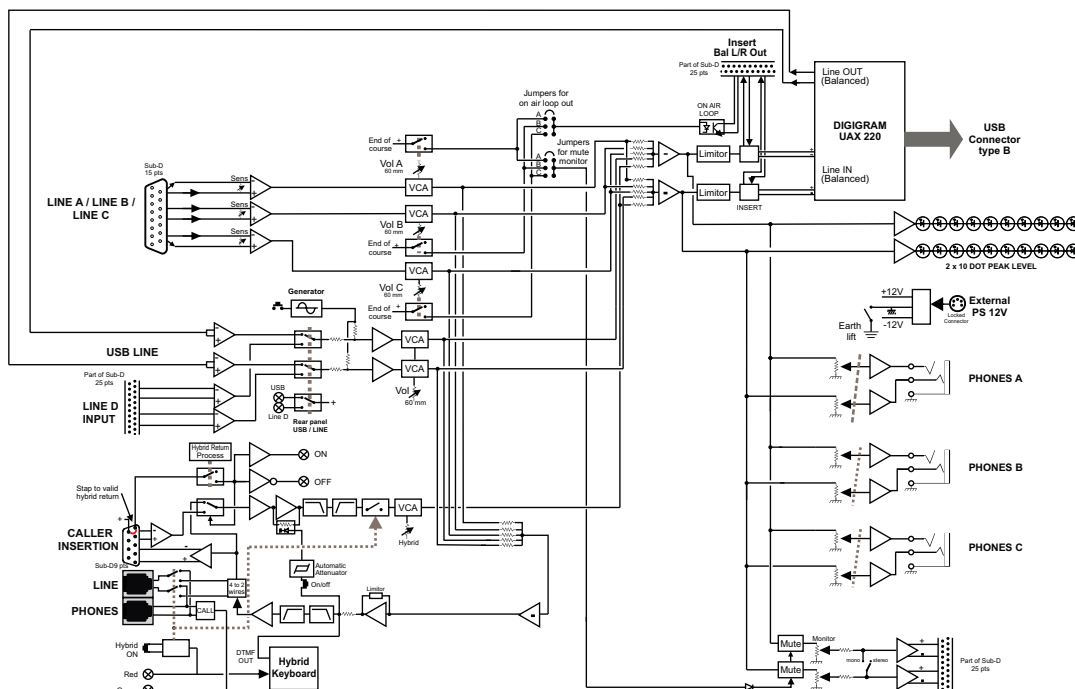 Insert
Bal L/R Out
Part of Sub-D
25 pts
Line OUT
(Balanced)
DIGIGRAM
UAX 220
Line IN
(Balanced)
USB
Connector
type B
Jumpers for
on air loop out
A
B
C
ON AIR
LOOP
Jumpers
for mute
monitor
A
B
C
End of
course
+
Vol A
60 mm
Sub-D
15 pts
Sens
Sens
Sens
LINE A / LINE B /
LINE C
VCA
VCA
Vol B
60 mm
End of
course
+
VCA
Vol C
60 mm
End of
course
+
Limitor
Limitor
INSERT
2 x 10 DOT PEAK LEVEL
Generator
+12V
-12V
Earth
lift
Locked
Connector
External
PS 12V
USB LINE
VCA
VCA
Vol
60 mm
Part of Sub-D
25 pts
LINE D
INPUT
USB
Line D
+
Rear panel
USB / LINE
PHONES A
PHONES B
PHONES C
Hybrid Return
Process
ON
OFF
Stap to valid
hybrid return
+
CALLER
INSERTION
Sub-D9 pts
VCA
Hybrid
Automatic
Attenuator
On/off
LINE
PHONES
4 to 2
wires
CALL
Limitor
Hybrid
ON
DTMF
OUT
Hybrid
Keyboard
Red
Mute
Mute
Monitor
mono
stereo
Part of Sub-D
25 pts